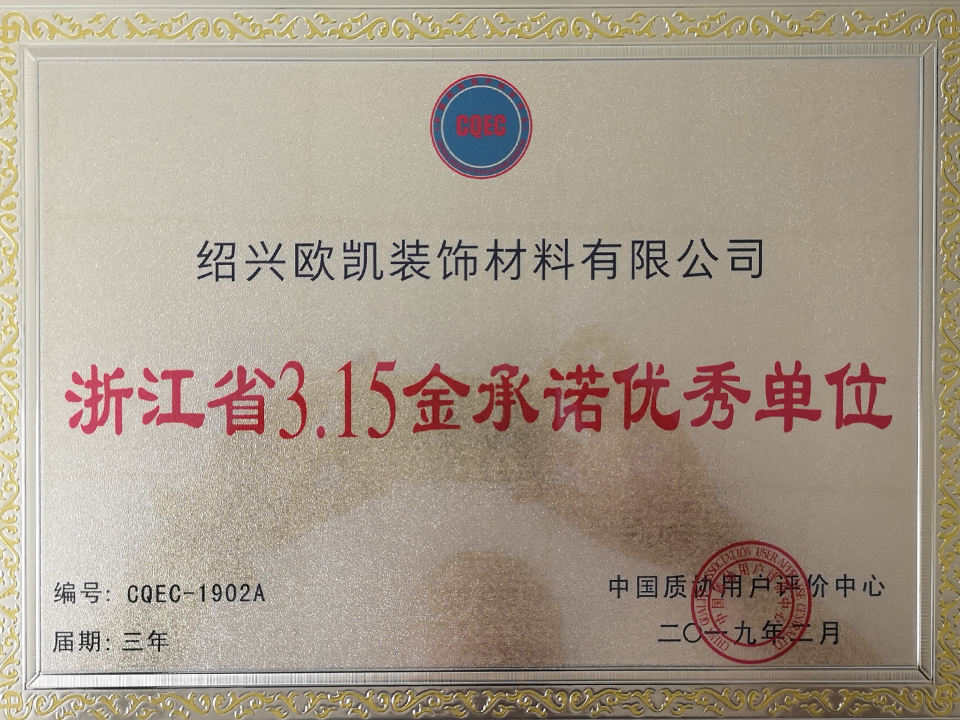 CQEC
绍兴欧凯装饰材料有限公司
浙江省3.15金承诺优秀单位
编号: CQEC-1902A
届期: 三年
中国质协用户评价中心
二〇一九年二月